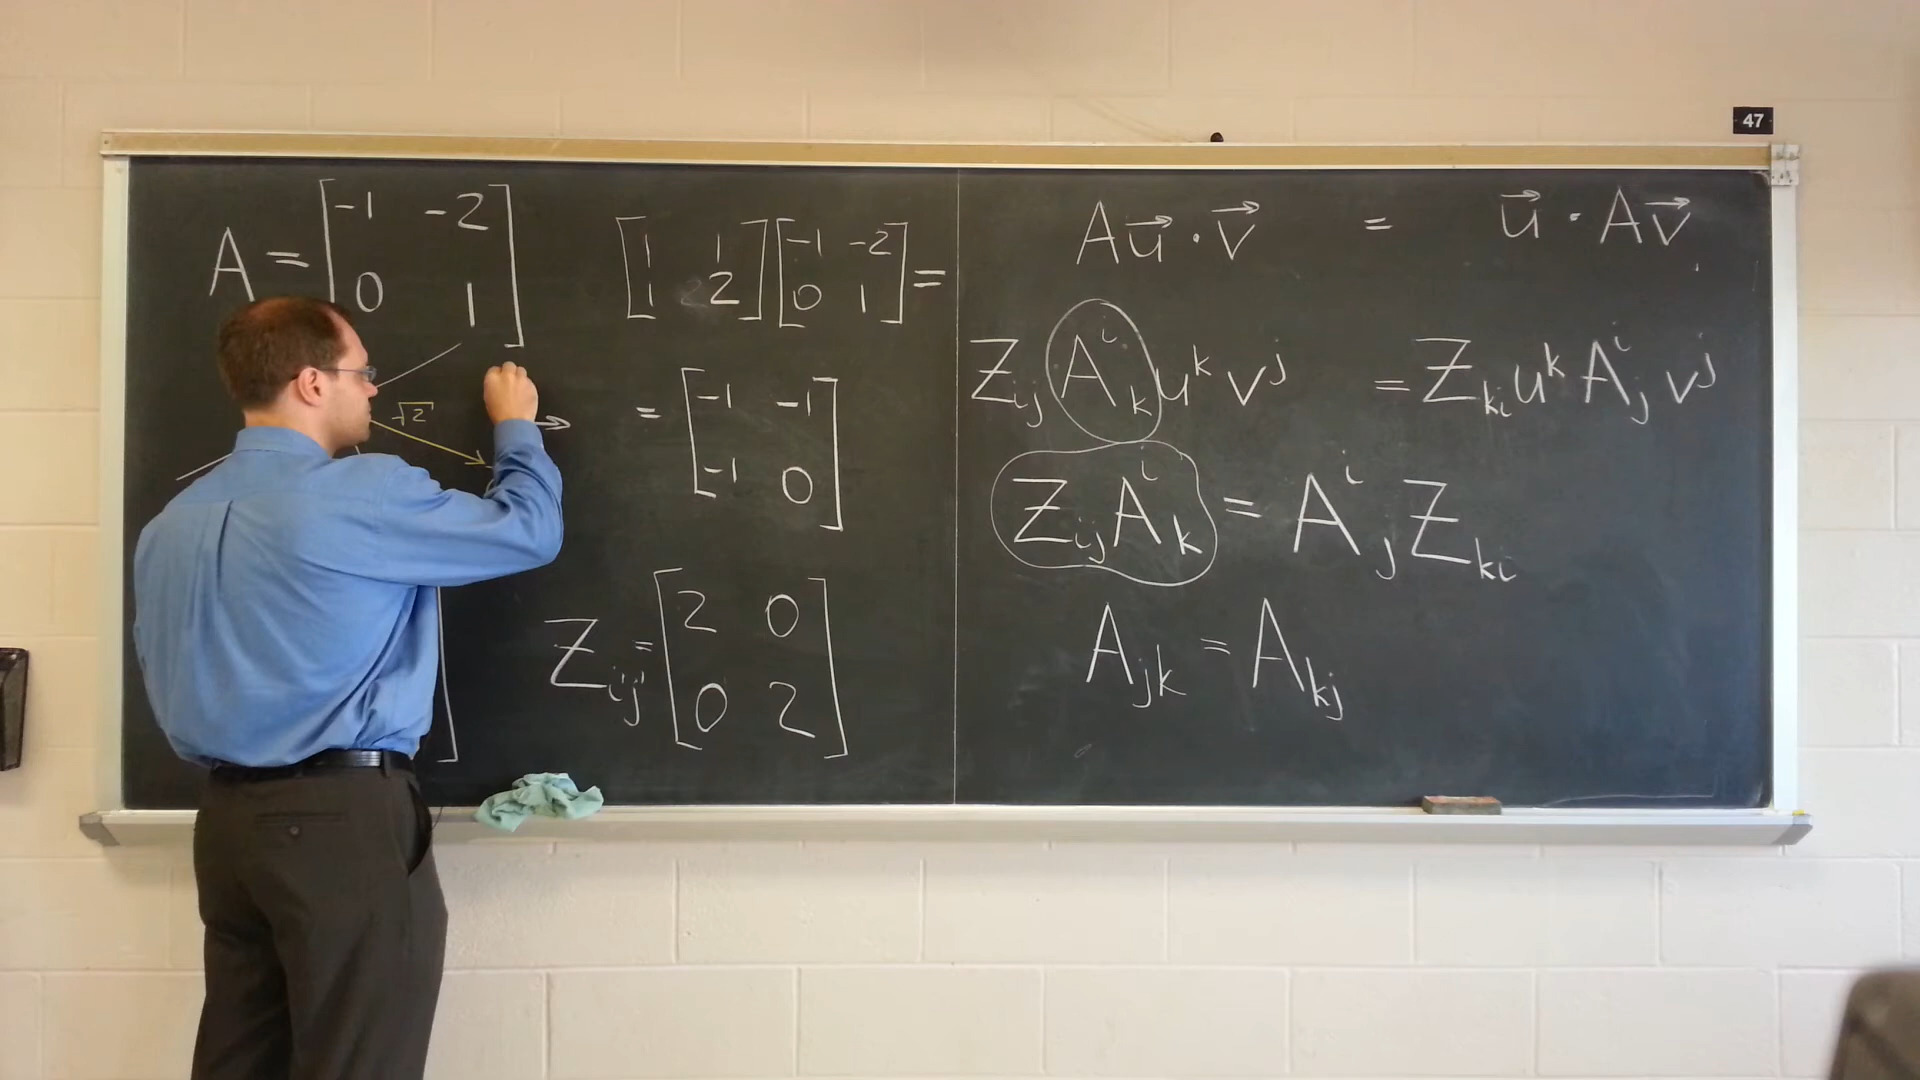 47
A = [-1 -2
0 1]
√2
[1 1
1 2] [-1 -2
0 1] =
= [-1 -1
-1 0]
Z_ij = [2 0
0 2]
Au⃗ · v⃗ = u⃗ · Av⃗
Z_ij A^i_k u^k v^j = Z_ki u^k A^i_j v^j
Z_ij A^i_k = A^i_j Z_ki
A_jk = A_kj